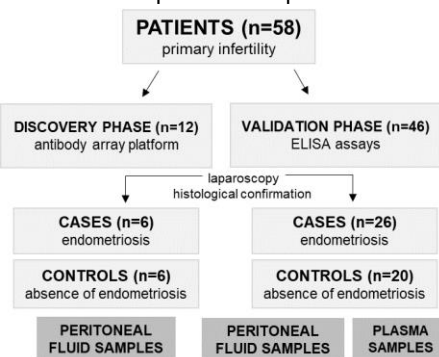 PATIENTS (n=58)
primary infertility
DISCOVERY PHASE (n=12)
antibody array platform
VALIDATION PHASE (n=46)
ELISA assays
laparoscopy
histological confirmation
CASES (n=6)
endometriosis
CASES (n=26)
endometriosis
CONTROLS (n=6)
absence of endometriosis
CONTROLS (n=20)
absence of endometriosis
PERITONEAL
FLUID SAMPLES
PERITONEAL
FLUID SAMPLES
PLASMA
SAMPLES